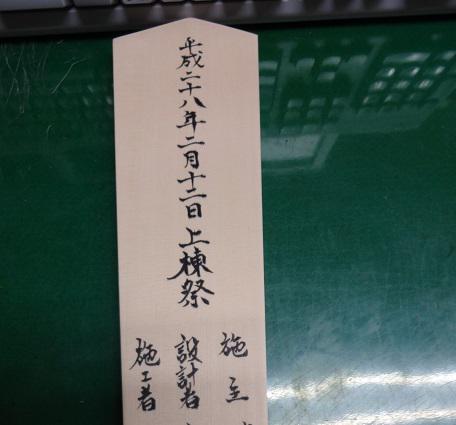 平成二十八年二月十二日上棟祭
施主
設計者
施工者